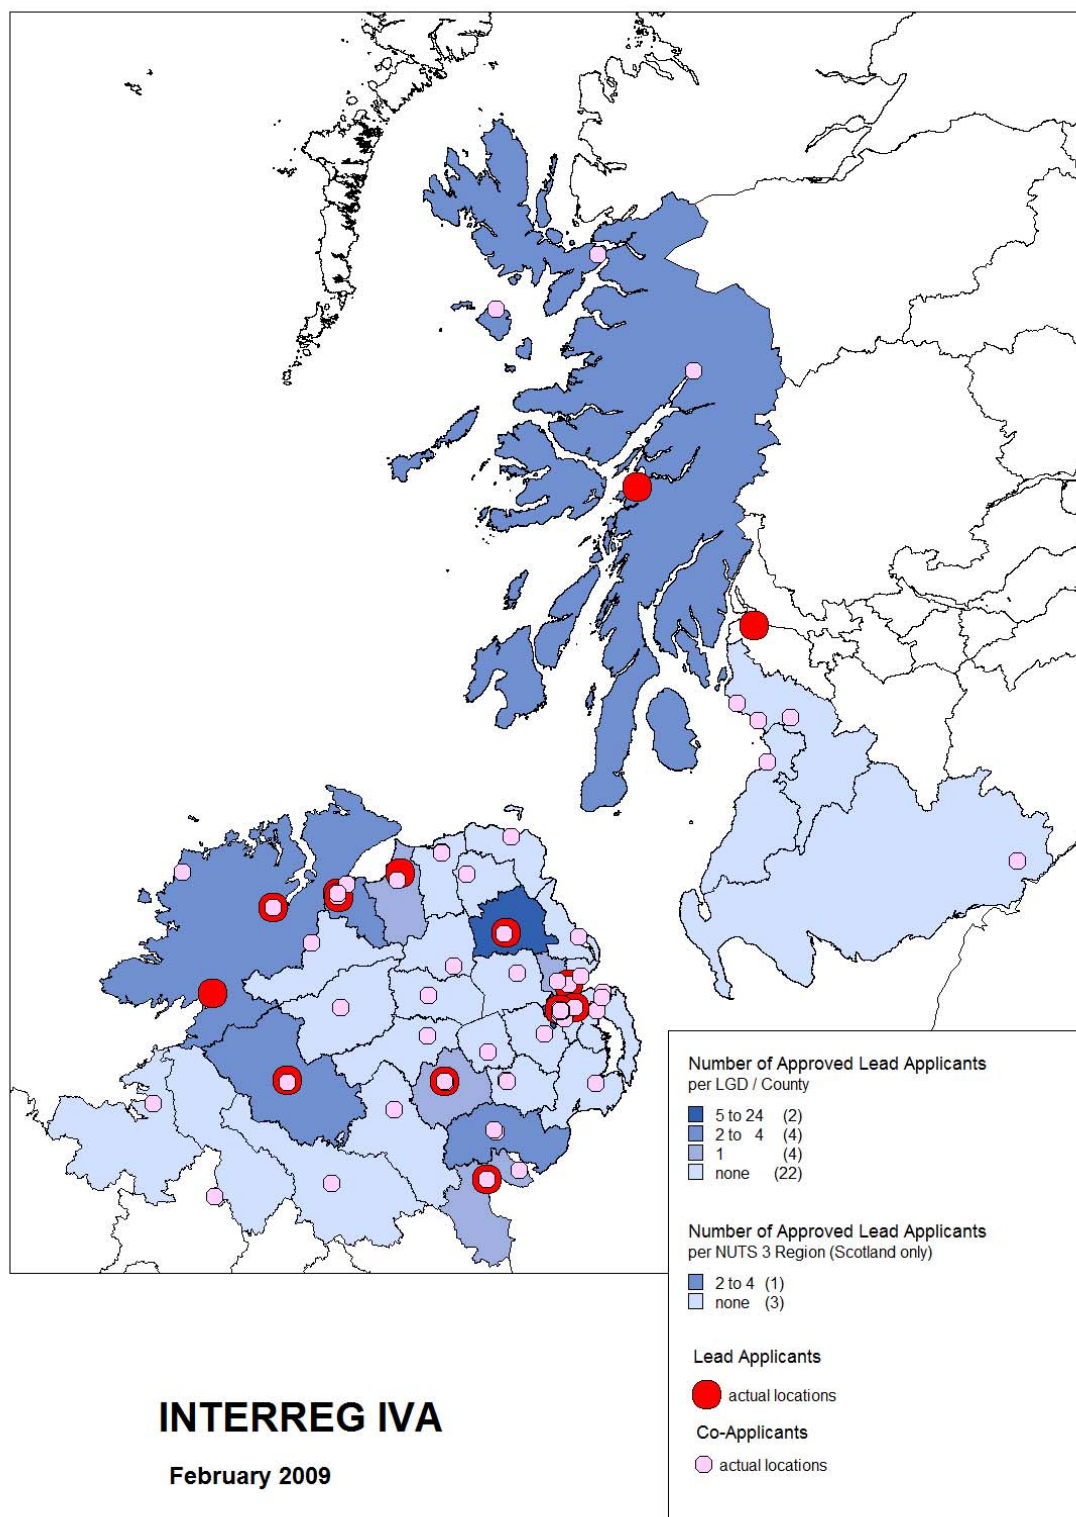 Number of Approved Lead Applicants
per LGD / County
5 to 24 (2)
2 to 4 (4)
1 (4)
none (22)
Number of Approved Lead Applicants
per NUTS 3 Region (Scotland only)
2 to 4 (1)
none (3)
Lead Applicants
actual locations
Co-Applicants
actual locations
INTERREG IVA
February 2009